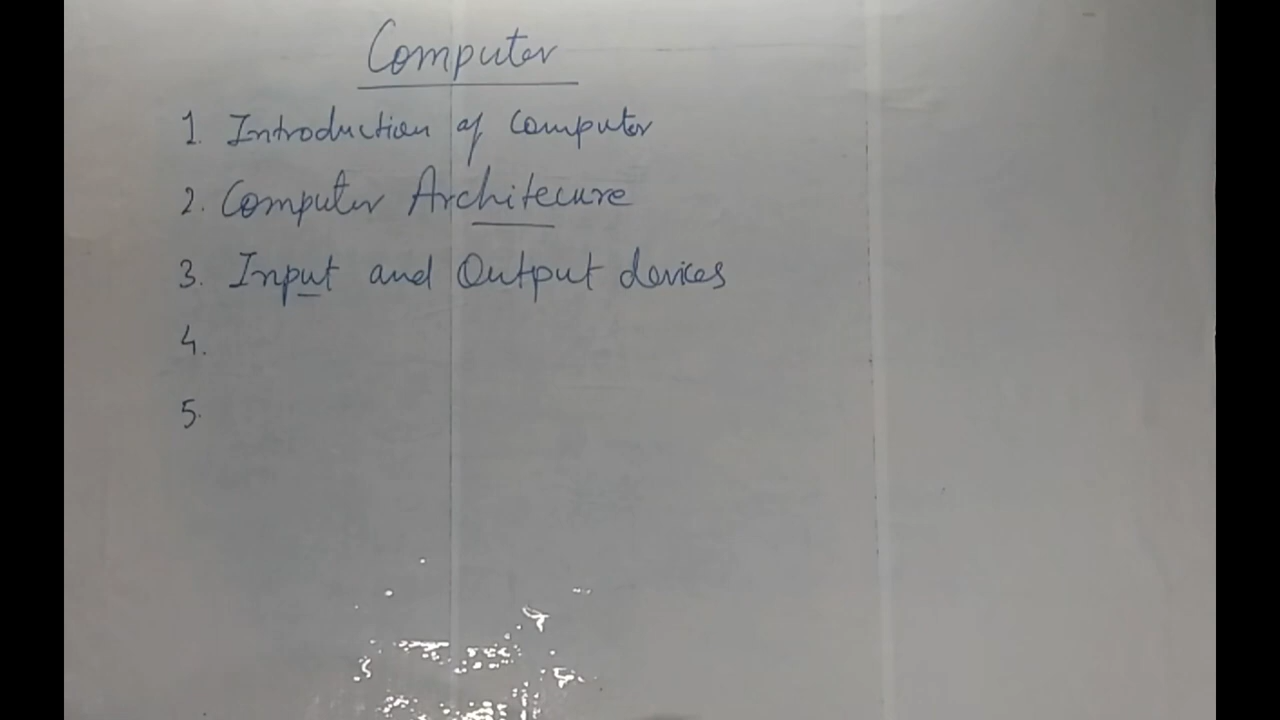 Computer
1. Introduction of Computer
2. Computer Architecure
3. Input and Output devices
4.
5.